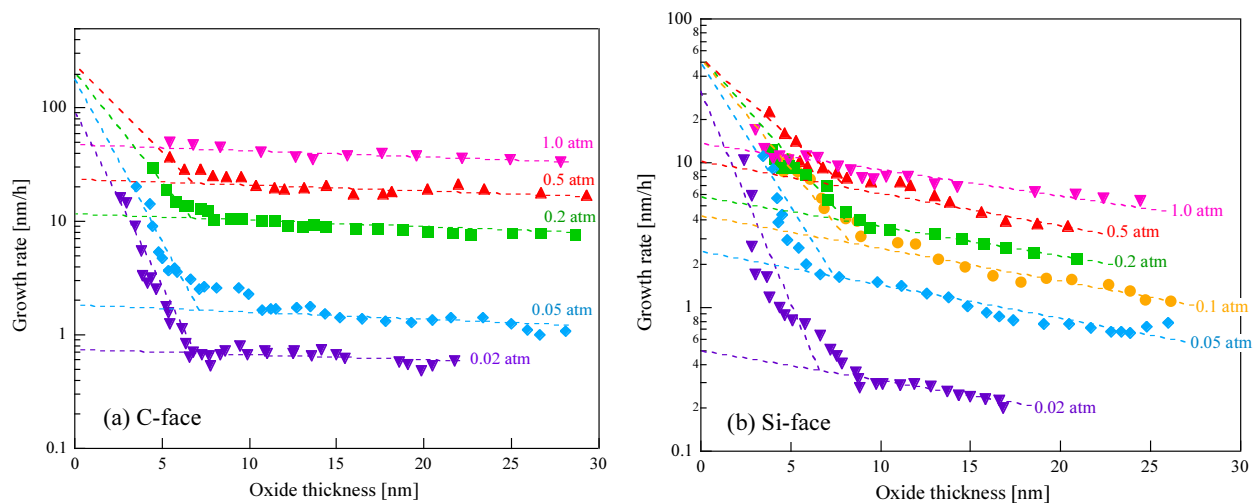 Growth rate [nm/h]
100
10
1
0.1
1.0 atm
0.5 atm
0.2 atm
0.05 atm
0.02 atm
(a) C-face
0
5
10
15
20
25
30
Oxide thickness [nm]
Growth rate [nm/h]
100
8
6
4
2
10
8
6
4
2
1
8
6
4
2
0.1
1.0 atm
0.5 atm
0.2 atm
0.1 atm
0.05 atm
0.02 atm
(b) Si-face
0
5
10
15
20
25
30
Oxide thickness [nm]